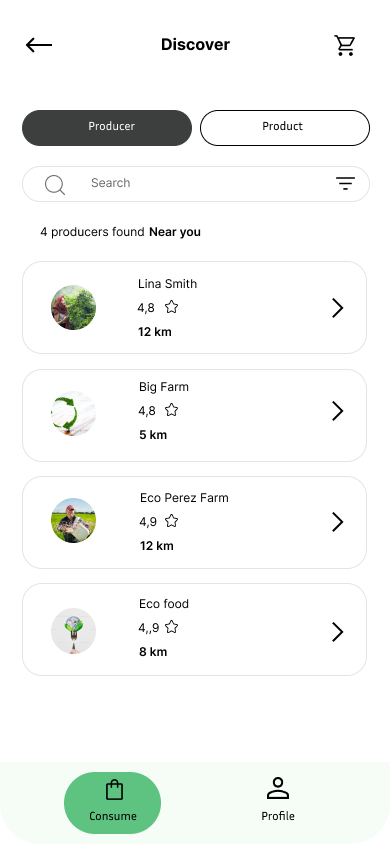 Discover
Producer
Product
Search
4 producers found Near you
Lina Smith
4,8
12 km
Big Farm
4,8
5 km
Eco Perez Farm
4,9
12 km
Eco food
4,,9
8 km
Consume
Profile